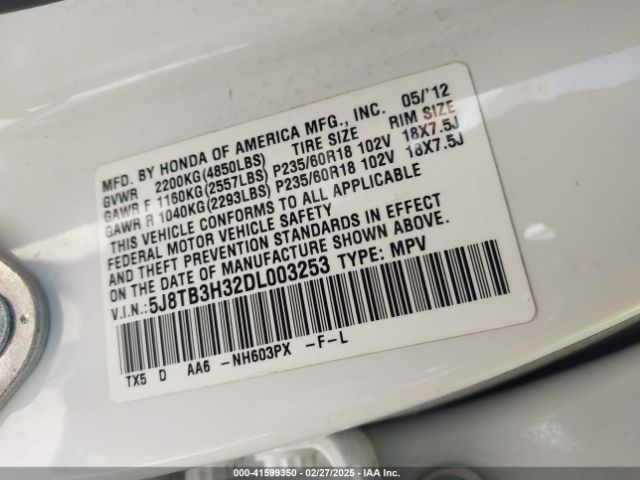 MFD. BY HONDA OF AMERICA MFG., INC. 05/'12
GVWR 2200KG(4850LBS) TIRE SIZE RIM SIZE
GAWR F 1160KG(2557LBS) P235/60R18 102V 18X7.5J
GAWR R 1040KG(2293LBS) P235/60R18 102V 18X7.5J
THIS VEHICLE CONFORMS TO ALL APPLICABLE
FEDERAL MOTOR VEHICLE SAFETY
AND THEFT PREVENTION STANDARDS IN EFFECT
ON THE DATE OF MANUFACTURE SHOWN ABOVE.
V.I.N.: 5J8TB3H32DL003253 TYPE: MPV
TX5 D AA6 -NH603PX -F-L
000-41599350 | 02/27/2025 | IAA Inc.